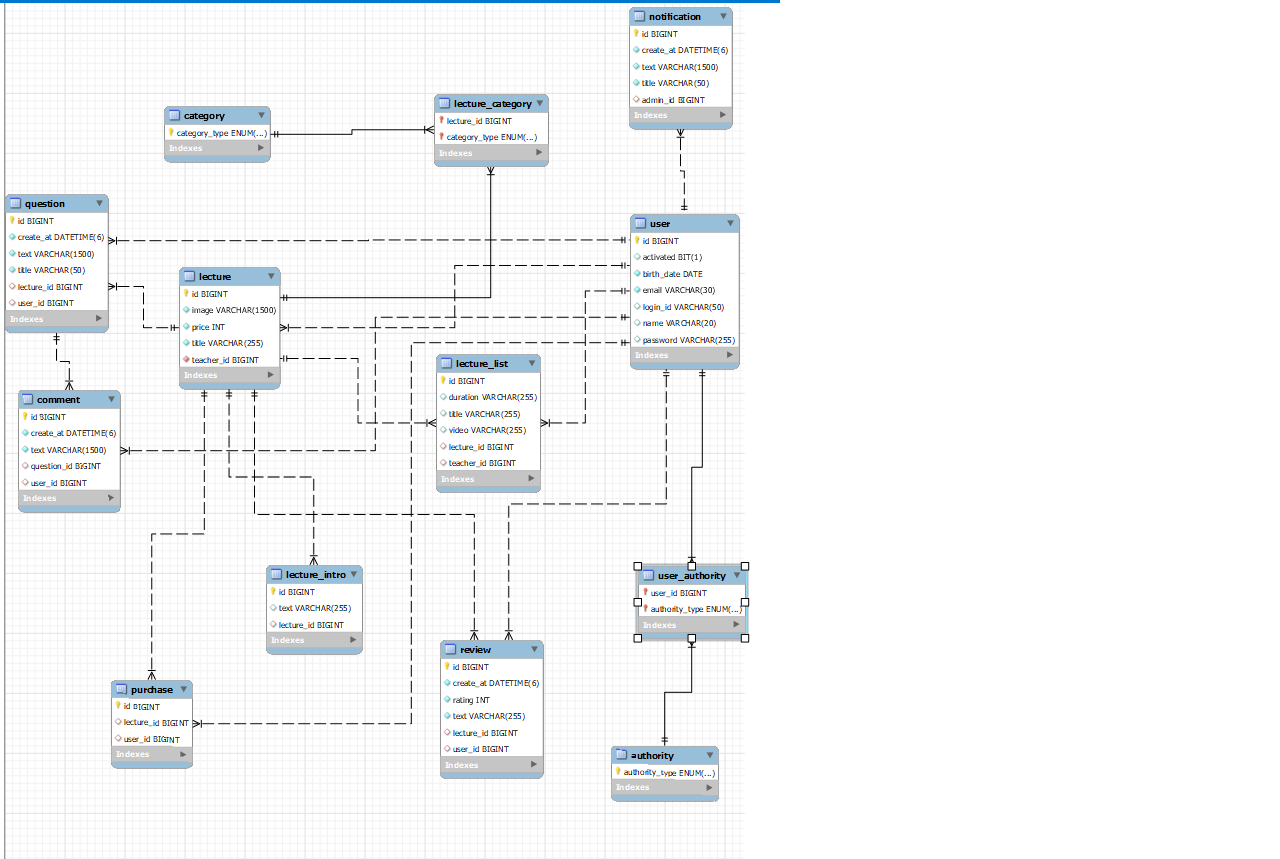 notification
id BIGINT
create_at DATETIME(6)
text VARCHAR(1500)
title VARCHAR(50)
admin_id BIGINT
Indexes
category
category_type ENUM(...)
Indexes
lecture_category
lecture_id BIGINT
category_type ENUM(...)
Indexes
question
id BIGINT
create_at DATETIME(6)
text VARCHAR(1500)
title VARCHAR(50)
lecture_id BIGINT
user_id BIGINT
Indexes
user
id BIGINT
activated BIT(1)
birth_date DATE
email VARCHAR(30)
login_id VARCHAR(50)
name VARCHAR(20)
password VARCHAR(255)
Indexes
lecture
id BIGINT
image VARCHAR(1500)
price INT
title VARCHAR(255)
teacher_id BIGINT
Indexes
lecture_list
id BIGINT
duration VARCHAR(255)
title VARCHAR(255)
video VARCHAR(255)
lecture_id BIGINT
teacher_id BIGINT
Indexes
comment
id BIGINT
create_at DATETIME(6)
text VARCHAR(1500)
question_id BIGINT
user_id BIGINT
Indexes
lecture_intro
id BIGINT
text VARCHAR(255)
lecture_id BIGINT
Indexes
user_authority
user_id BIGINT
authority_type ENUM(...)
Indexes
review
id BIGINT
create_at DATETIME(6)
rating INT
text VARCHAR(255)
lecture_id BIGINT
user_id BIGINT
Indexes
purchase
id BIGINT
lecture_id BIGINT
user_id BIGINT
Indexes
authority
authority_type ENUM(...)
Indexes